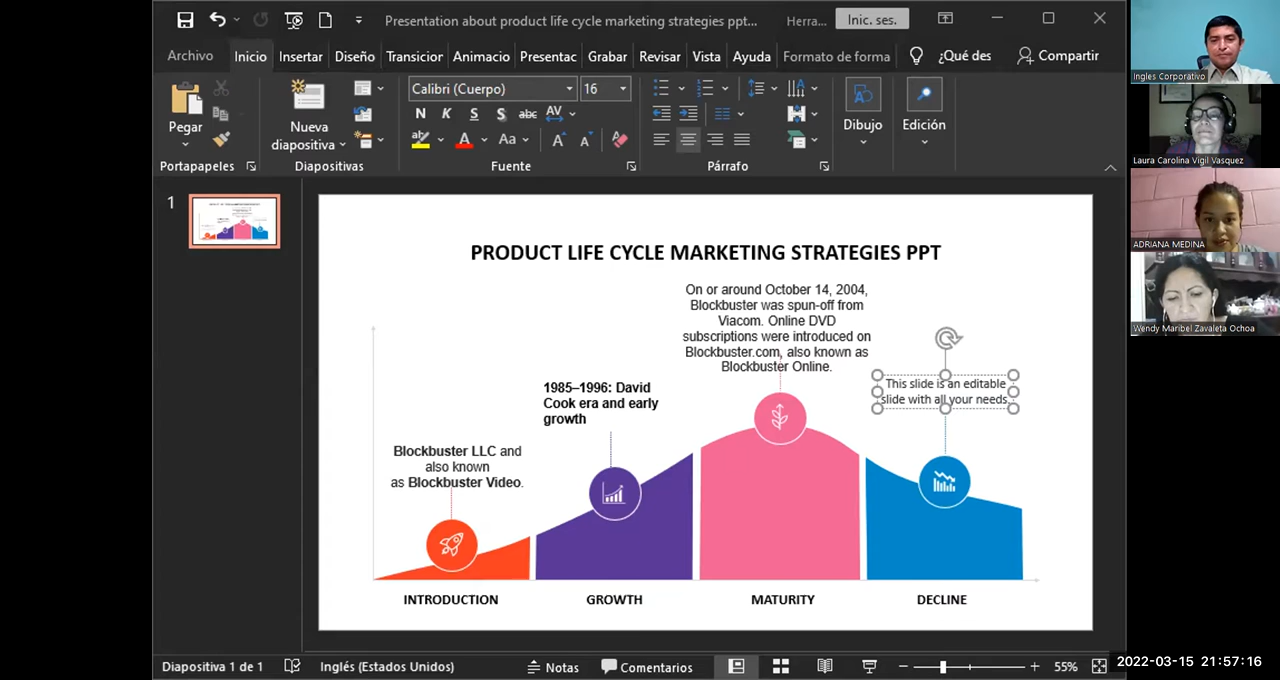 Presentation about product life cycle marketing strategies ppt...
Herra...
Inic. ses.
Archivo
Inicio
Insertar
Diseño
Transicior
Animacio
Presentac
Grabar
Revisar
Vista
Ayuda
Formato de forma
¿Qué des
Compartir
Pegar
Nueva
diapositiva
Calibri (Cuerpo)
16
N K S S abc AV
Aa
A A
Dibujo
Edición
Portapapeles
Diapositivas
Fuente
Párrafo
1
PRODUCT LIFE CYCLE MARKETING STRATEGIES PPT
On or around October 14, 2004,
Blockbuster was spun-off from
Viacom. Online DVD
subscriptions were introduced on
Blockbuster.com, also known as
Blockbuster Online.
This slide is an editable
slide with all your needs.
1985–1996: David
Cook era and early
growth
Blockbuster LLC and
also known
as Blockbuster Video.
INTRODUCTION
GROWTH
MATURITY
DECLINE
Diapositiva 1 de 1
Inglés (Estados Unidos)
Notas
Comentarios
55%
Ingles Corporativo
Laura Carolina Vigil Vasquez
ADRIANA MEDINA
Wendy Maribel Zavaleta Ochoa
2022-03-15 21:57:16